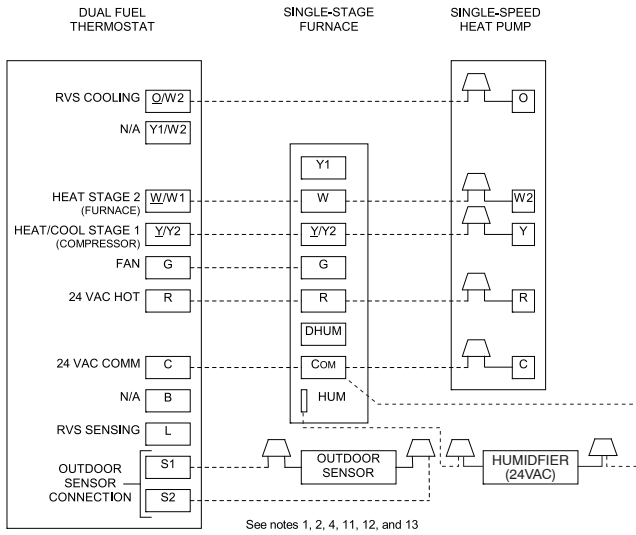 DUAL FUEL
THERMOSTAT
SINGLE-STAGE
FURNACE
SINGLE-SPEED
HEAT PUMP
RVS COOLING O/W2
O
N/A Y1/W2
Y1
HEAT STAGE 2
(FURNACE)
W/W1
W
W2
HEAT/COOL STAGE 1
(COMPRESSOR)
Y/Y2
Y/Y2
Y
FAN G
G
24 VAC HOT R
R
R
DHUM
24 VAC COMM C
COM
C
N/A B
HUM
RVS SENSING L
OUTDOOR
SENSOR
CONNECTION
S1
S2
OUTDOOR
SENSOR
HUMIDFIER
(24VAC)
See notes 1, 2, 4, 11, 12, and 13